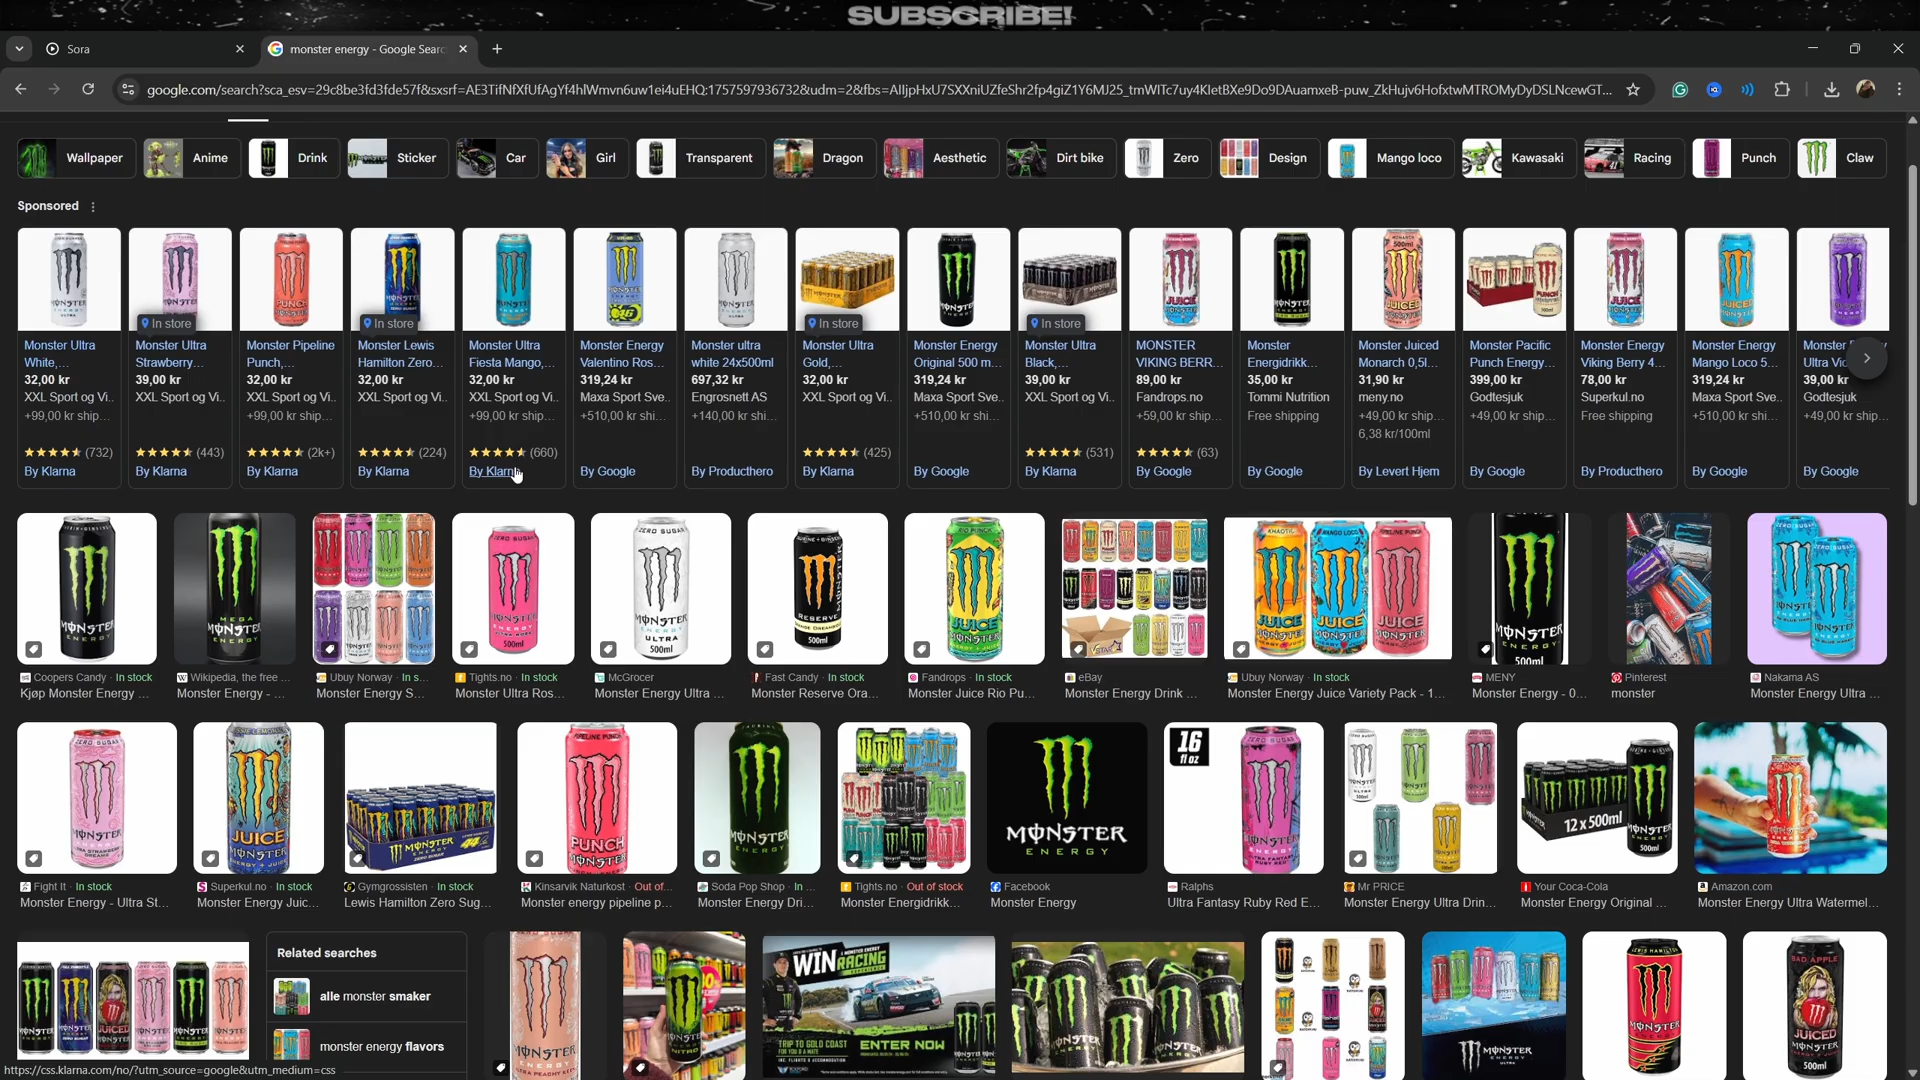 SUBSCRIBE!
Sora
monster energy - Google Searc
google.com/search?sca_esv=29c8be3fd3fde57f&sxsrf=
Wallpaper
Anime
Drink
Sticker
Car
Girl
Transparent
Dragon
Aesthetic
Dirt bike
Zero
Design
Mango loco
Kawasaki
Racing
Punch
Claw
Sponsored
In store
In store
In store
In store
Monster Ultra
White,...
32,00 kr
XXL Sport og Vi..
+99,00 kr ship...
(732)
By Klarna
Monster Ultra
Strawberry...
39,00 kr
XXL Sport og Vi..
(443)
By Klarna
Monster Pipeline
Punch,...
32,00 kr
XXL Sport og Vi..
+99,00 kr ship...
(2k+)
By Klarna
Monster Lewis
Hamilton Zero...
32,00 kr
XXL Sport og Vi..
(224)
By Klarna
Monster Ultra
Fiesta Mango,...
32,00 kr
XXL Sport og Vi..
+99,00 kr ship...
(660)
By Klarna
Monster Energy
Valentino Ros...
319,24 kr
Maxa Sport Sve..
+510,00 kr shi...
By Google
Monster ultra
white 24x500ml
697,32 kr
Engrosnett AS
+140,00 kr shi...
By Producthero
Monster Ultra
Gold,...
32,00 kr
XXL Sport og Vi..
(425)
By Klarna
Monster Energy
Original 500 m...
319,24 kr
Maxa Sport Sve..
+510,00 kr shi...
By Google
Monster Ultra
Black,...
39,00 kr
XXL Sport og Vi..
(531)
By Klarna
MONSTER
VIKING BERR...
89,00 kr
Fandrops.no
+59,00 kr ship...
(63)
By Google
Monster
Energidrikk...
35,00 kr
Tommi Nutrition
Free shipping
By Google
Monster Juiced
Monarch 0,5l...
31,90 kr
meny.no
+49,00 kr ship...
6,38 kr/100ml
By Levert Hjem
Monster Pacific
Punch Energy...
399,00 kr
Godtesjuk
+49,00 kr ship...
By Google
Monster Energy
Viking Berry 4...
78,00 kr
Superkul.no
Free shipping
By Producthero
Monster Energy
Mango Loco 5...
319,24 kr
Maxa Sport Sve..
+510,00 kr shi...
By Google
Monster Energy
Ultra Vio
39,00 kr
Godtesjuk
+49,00 kr ship...
By Google
Coopers Candy · In stock
Kjøp Monster Energy ...
Wikipedia, the free ...
Monster Energy - ...
Ubuy Norway · In s...
Monster Energy S...
Tights.no · In stock
Monster Ultra Ros...
McGrocer
Monster Energy Ultra ...
Fast Candy · In stock
Monster Reserve Ora...
Fandrops · In stock
Monster Juice Rio Pu...
eBay
Monster Energy Drink ...
Ubuy Norway · In stock
Monster Energy Juice Variety Pack - 1...
MENY
Monster Energy - 0...
Pinterest
monster
Nakama AS
Monster Energy Ultra ...
16
fl oz
MONSTER
ENERGY
12 x 500ml
Fight It · In stock
Monster Energy - Ultra St...
Superkul.no · In stock
Monster Energy Juic...
Gymgrossisten · In stock
Lewis Hamilton Zero Sug...
Kinsarvik Naturkost · Out of...
Monster energy pipeline p...
Soda Pop Shop · In ...
Monster Energy Dri...
Tights.no · Out of stock
Monster Energidrikk...
Facebook
Monster Energy
Ralphs
Ultra Fantasy Ruby Red E...
Mr PRICE
Monster Energy Ultra Drin...
Your Coca-Cola
Monster Energy Original ...
Amazon.com
Monster Energy Ultra Watermel...
Related searches
alle monster smaker
monster energy flavors
WIN RACING
TRIP TO GOLD COAST
FOR YOU & A MATE
ENTER NOW
https://css.klarna.com/no/?utm_source=google&utm_medium=css